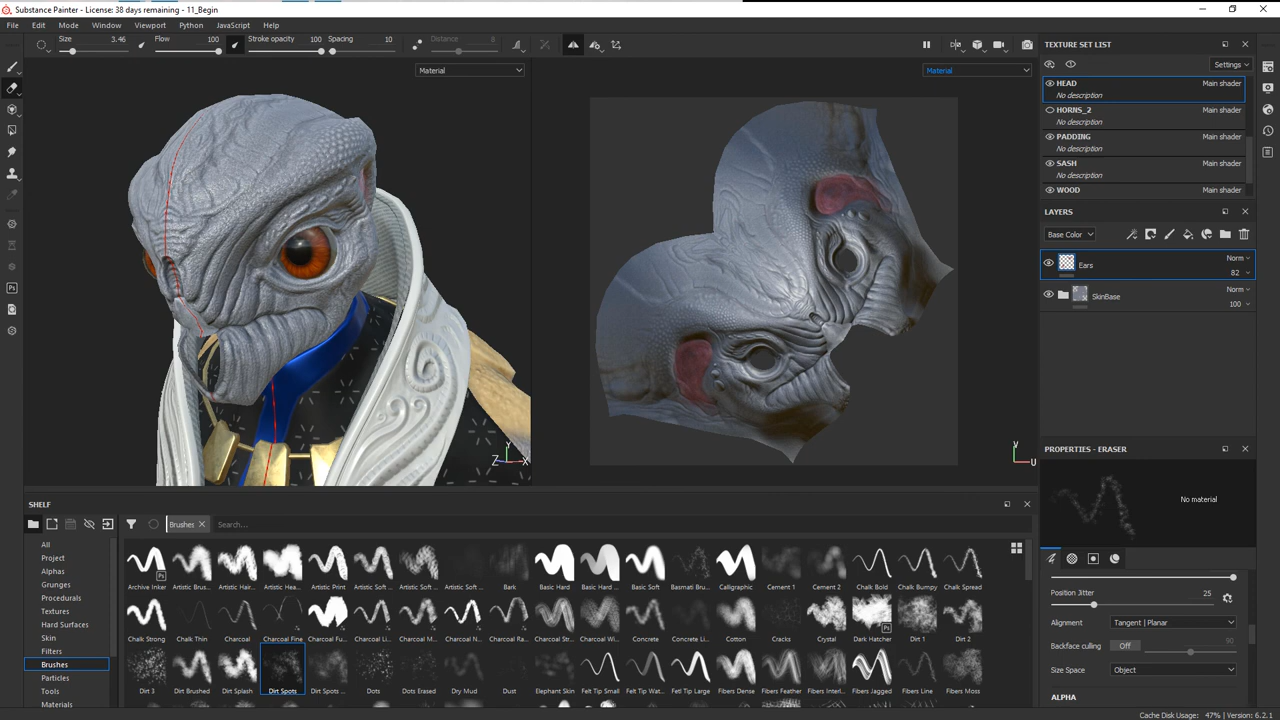 Substance Painter - License: 38 days remaining - 11_Begin
File Edit Mode Window Viewport Python JavaScript Help
Size 3.46 Flow 100 Stroke opacity 100 Spacing 10 Distance 8
Material
Material
TEXTURE SET LIST
Settings
HEAD Main shader
No description
HORNS_2 Main shader
No description
PADDING Main shader
No description
SASH Main shader
No description
WOOD Main shader
LAYERS
Base Color
Ears Norm
82
SkinBase Norm
100
Z Y X
V
U
PROPERTIES - ERASER
No material
Position Jitter 25
Alignment Tangent | Planar
Backface culling Off 90
Size Space Object
ALPHA
SHELF
Brushes Search...
All
Project
Alphas
Grunges
Procedurals
Textures
Hard Surfaces
Skin
Filters
Brushes
Particles
Tools
Materials
Archive Inker Artistic Brus... Artistic Hair... Artistic Hea... Artistic Print Artistic Soft ... Artistic Soft ... Artistic Soft ... Bark Basic Hard Basic Hard ... Basic Soft Basmati Bru... Calligraphic Cement 1 Cement 2 Chalk Bold Chalk Bumpy Chalk Spread
Chalk Strong Chalk Thin Charcoal Charcoal Fine Charcoal Fu... Charcoal Li... Charcoal M... Charcoal N... Charcoal Ra... Charcoal Str... Charcoal Wi... Concrete Concrete Li... Cotton Cracks Crystal Dark Hatcher Dirt 1 Dirt 2
Dirt 3 Dirt Brushed Dirt Splash Dirt Spots Dirt Spots ... Dots Dots Erased Dry Mud Dust Elephant Skin Felt Tip Small Felt Tip Wat... Fetl Tip Large Fibers Dense Fibers Feather Fibers Interl... Fibers Jagged Fibers Line Fibers Moss
Cache Disk Usage: 47% | Version: 6.2.1